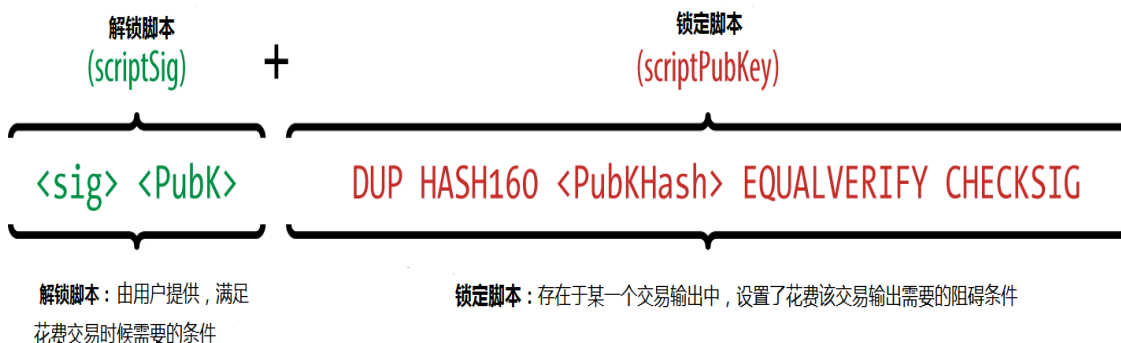 解锁脚本
(scriptSig)
+
锁定脚本
(scriptPubKey)
<sig> <PubK>
DUP HASH160 <PubKHash> EQUALVERIFY CHECKSIG
解锁脚本：由用户提供，满足
花费交易时候需要的条件
锁定脚本：存在于某一个交易输出中，设置了花费该交易输出需要的阻碍条件